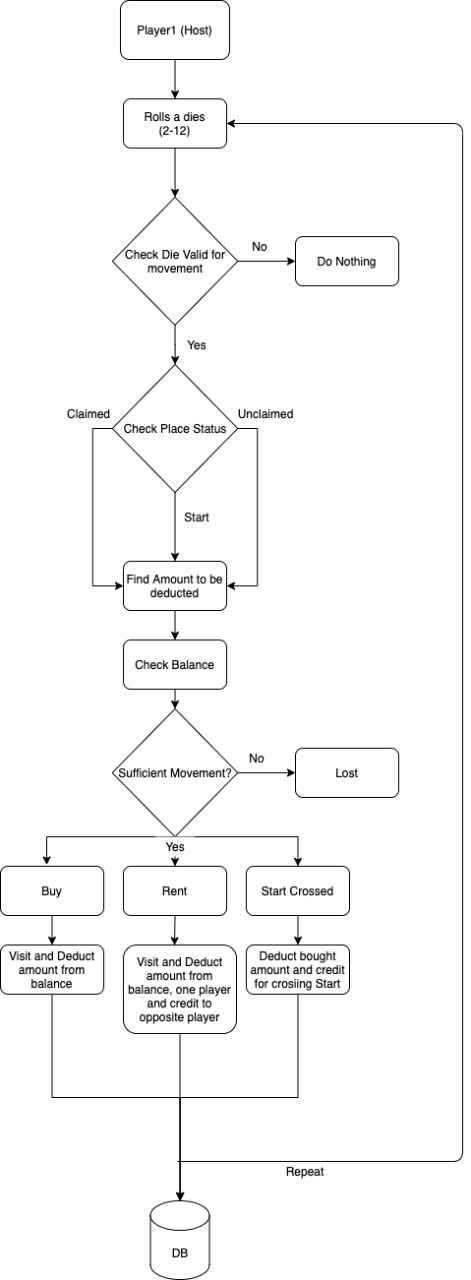 Player1 (Host)
Rolls a dies
(2-12)
Check Die Valid for
movement
No
Do Nothing
Yes
Claimed
Unclaimed
Check Place Status
Start
Find Amount to be
deducted
Check Balance
Sufficient Movement?
No
Lost
Yes
Buy
Rent
Start Crossed
Visit and Deduct
amount from
balance
Visit and Deduct
amount from
balance, one player
and credit to
opposite player
Deduct bought
amount and credit
for crosiing Start
Repeat
DB